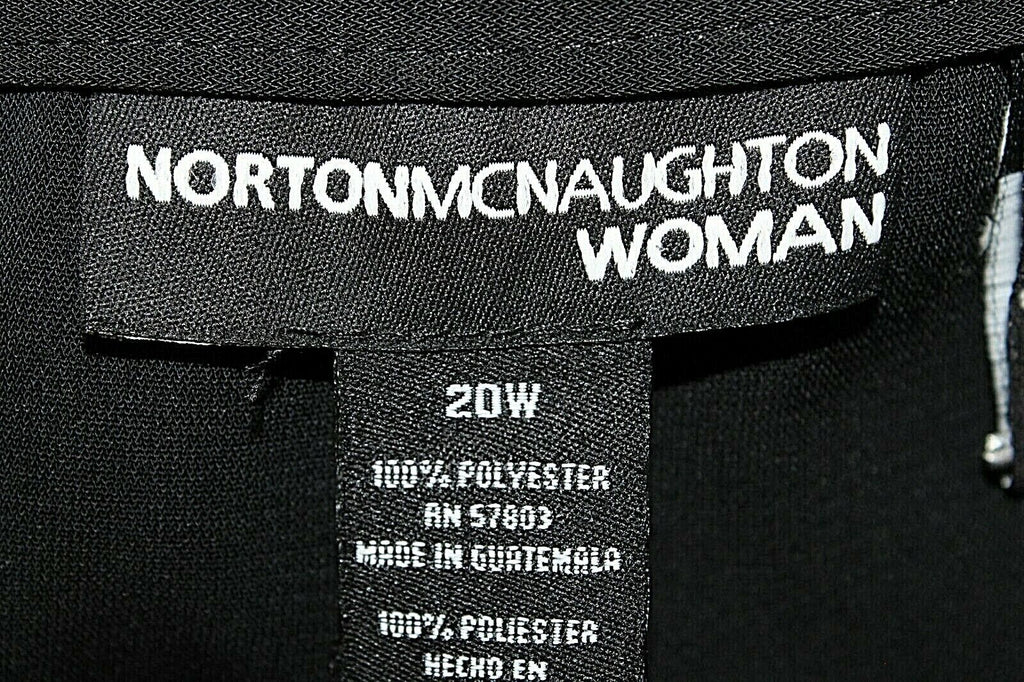 NORTONMCNAUGHTON
WOMAN
20W
100% POLYESTER
RN 57803
MADE IN GUATEMALA
100% POLIESTER
HECHO EN